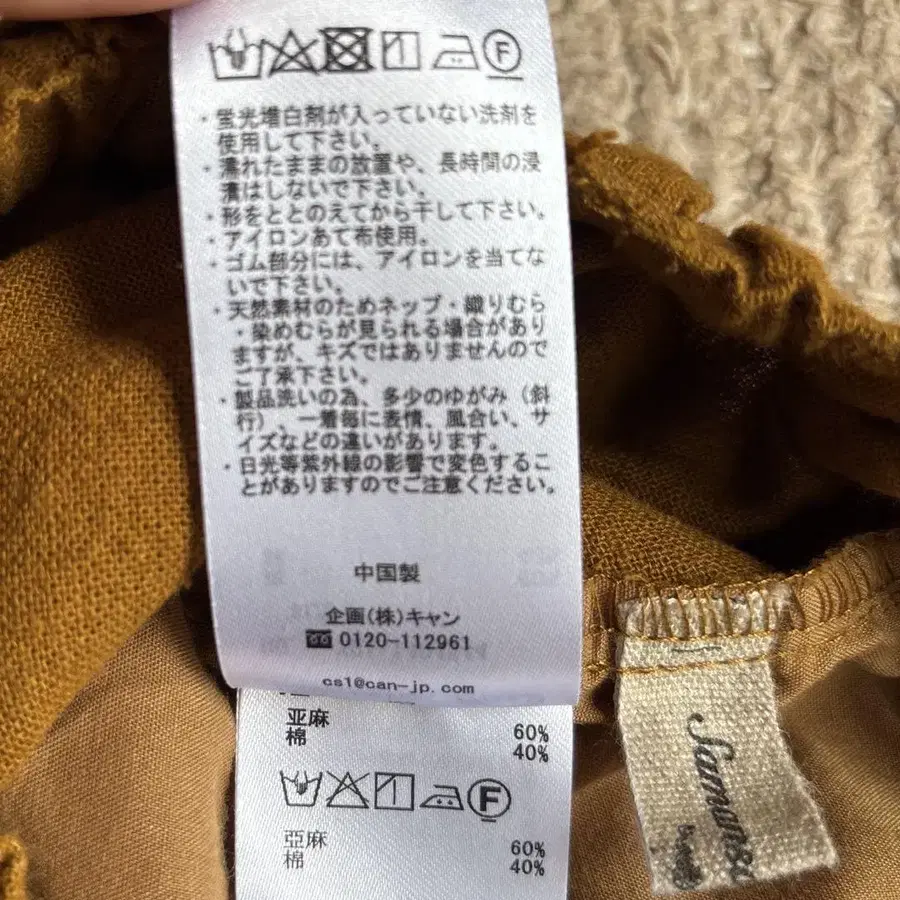 ・蛍光増白剤が入っていない洗剤を
使用して下さい。
・濡れたままの放置や、長時間の浸
漬はしないで下さい。
・形をととのえてから干して下さい。
・アイロンあて布使用。
・ゴム部分には、アイロンを当てな
いで下さい。
・天然素材のためネップ・織りむら
・染めむらが見られる場合があり
ますが、キズではありませんので
ご了承下さい。
・製品洗いの為、多少のゆがみ（斜
行）、一着毎に表情、風合い、サ
イズなどの違いがあります。
・日光等紫外線の影響で変色するこ
とがありますのでご注意ください。
中国製
企画(株)キャン
0120-112961
cs1@can-jp.com
亚麻 60%
棉 40%
F
亞麻 60%
棉 40%
F